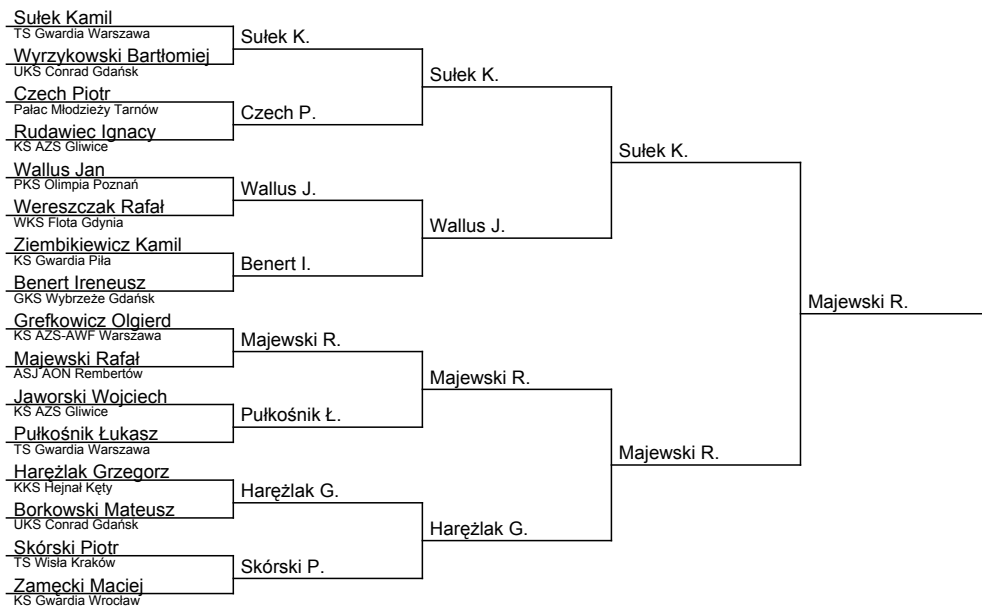 Sułek Kamil
TS Gwardia Warszawa
Wyrzykowski Bartłomiej
UKS Conrad Gdańsk
Czech Piotr
Pałac Młodzieży Tarnów
Rudawiec Ignacy
KS AZS Gliwice
Wallus Jan
PKS Olimpia Poznań
Wereszczak Rafał
WKS Flota Gdynia
Ziembikiewicz Kamil
KS Gwardia Piła
Benert Ireneusz
GKS Wybrzeże Gdańsk
Grefkowicz Olgierd
KS AZS-AWF Warszawa
Majewski Rafał
ASJ AON Rembertów
Jaworski Wojciech
KS AZS Gliwice
Pułkośnik Łukasz
TS Gwardia Warszawa
Harężlak Grzegorz
KKS Hejnał Kęty
Borkowski Mateusz
UKS Conrad Gdańsk
Skórski Piotr
TS Wisła Kraków
Zamęcki Maciej
KS Gwardia Wrocław
Sułek K.
Czech P.
Wallus J.
Benert I.
Majewski R.
Pułkośnik Ł.
Harężlak G.
Skórski P.
Sułek K.
Wallus J.
Majewski R.
Harężlak G.
Sułek K.
Majewski R.
Majewski R.